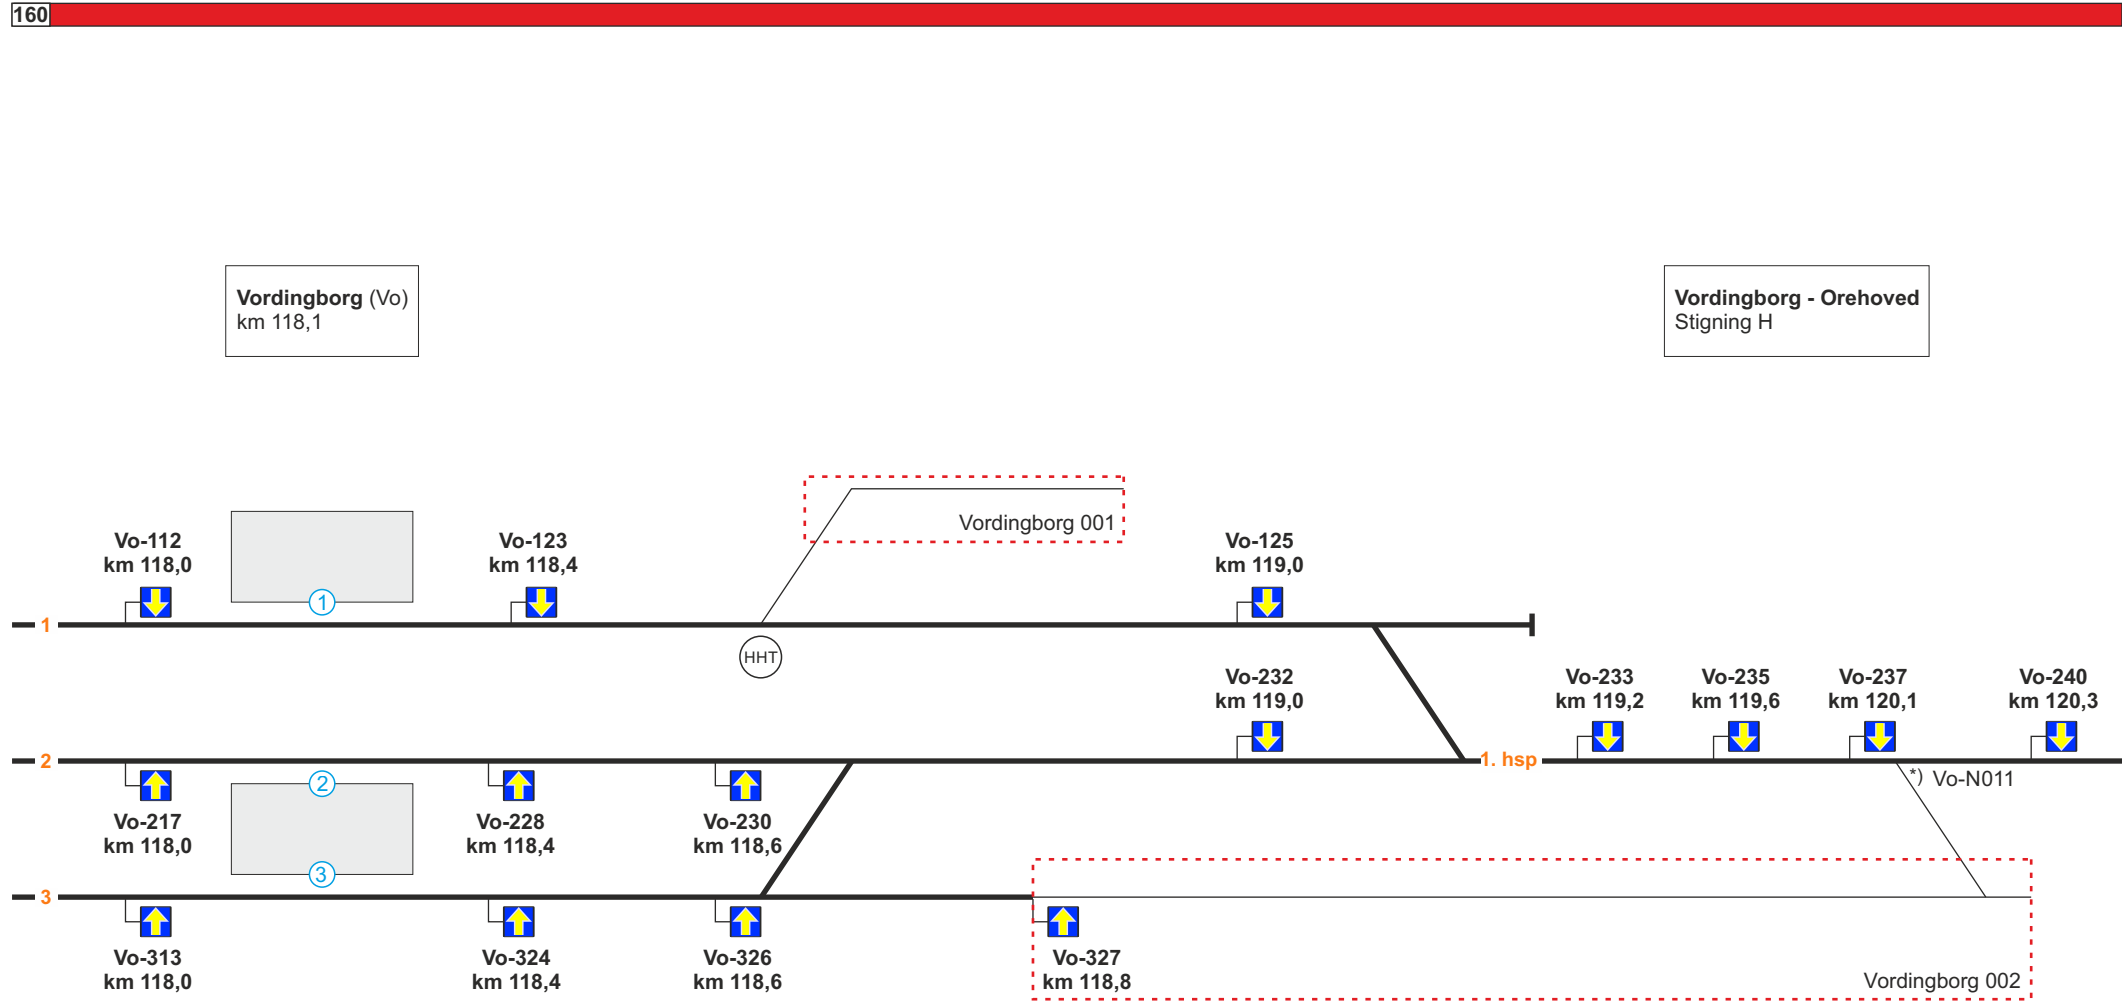 160
Vordingborg (Vo)
km 118,1
Vordingborg - Orehoved
Stigning H
Vordingborg 001
Vo-112
km 118,0
Vo-123
km 118,4
Vo-125
km 119,0
1
1
HHT
Vo-232
km 119,0
Vo-233
km 119,2
Vo-235
km 119,6
Vo-237
km 120,1
Vo-240
km 120,3
2
1. hsp
2
*) Vo-N011
Vo-217
km 118,0
Vo-228
km 118,4
Vo-230
km 118,6
3
3
Vo-313
km 118,0
Vo-324
km 118,4
Vo-326
km 118,6
Vo-327
km 118,8
Vordingborg 002